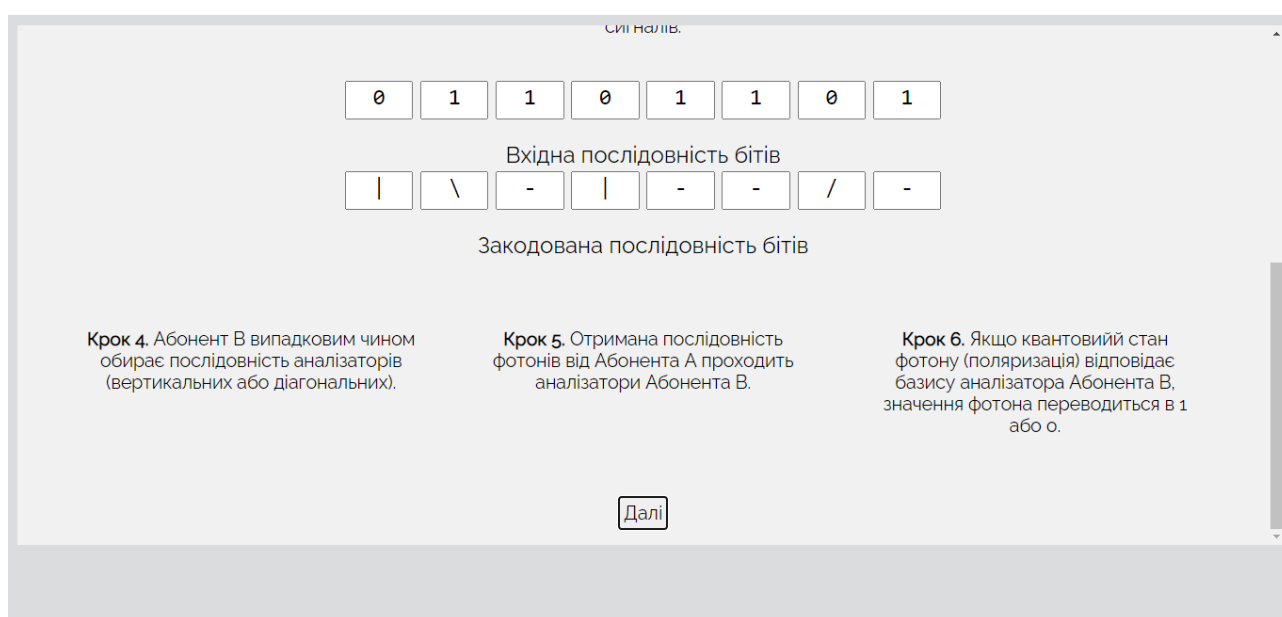 сигналів.
0 1 1 0 1 1 0 1
Вхідна послідовність бітів
| \ - | - - / -
Закодована послідовність бітів
Крок 4. Абонент В випадковим чином
обирає послідовність аналізаторів
(вертикальних або діагональних).
Крок 5. Отримана послідовність
фотонів від Абонента А проходить
аналізатори Абонента В.
Крок 6. Якщо квантовийй стан
фотону (поляризація) відповідає
базису аналізатора Абонента В,
значення фотона переводиться в 1
або 0.
Далі